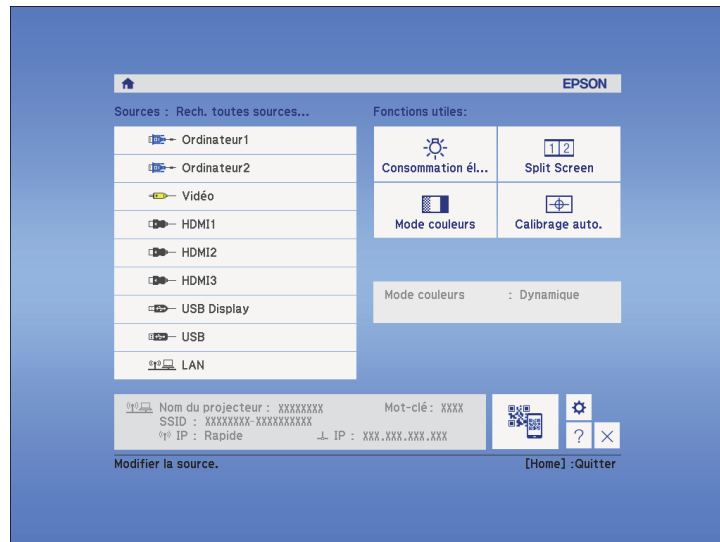 EPSON
Sources : Rech. toutes sources...
Ordinateur1
Ordinateur2
Vidéo
HDMI1
HDMI2
HDMI3
USB Display
USB
LAN
Fonctions utiles:
Consommation él...
Split Screen
Mode couleurs
Calibrage auto.
Mode couleurs : Dynamique
Nom du projecteur : XXXXXXXX Mot-clé : XXXX
SSID : XXXXXXXX-XXXXXXXXXX
IP : Rapide IP : XXX.XXX.XXX.XXX
Modifier la source.
[Home] :Quitter